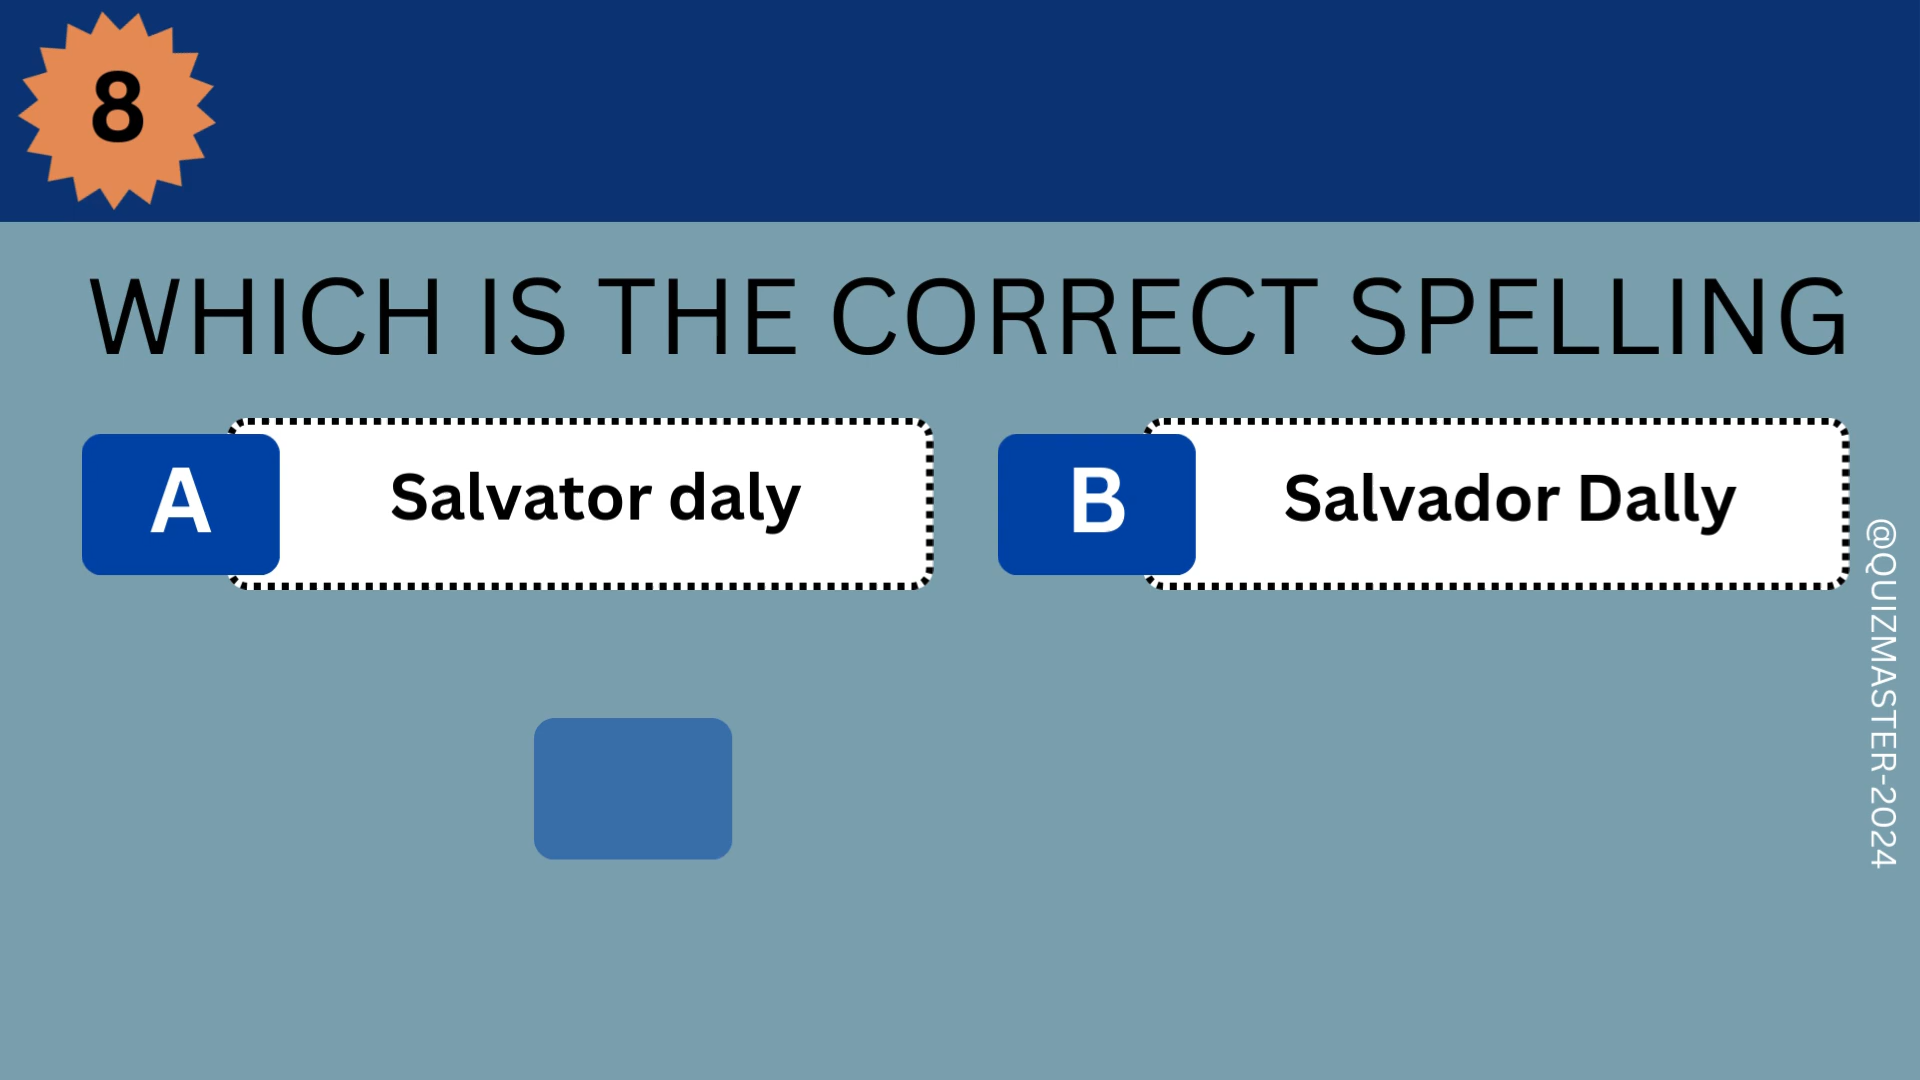 8
WHICH IS THE CORRECT SPELLING
A
Salvator daly
B
Salvador Dally
@QUIZMASTER-2024